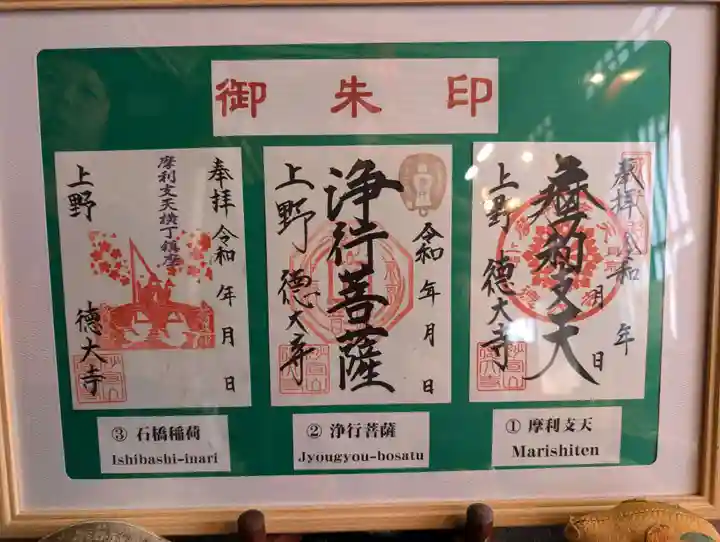 御朱印
奉拝 令和 年 月 日
摩利支天
上野 徳大寺
① 摩利支天
Marishiten
令和 年 月 日
浄行菩薩
上野 徳大寺
② 浄行菩薩
Jyougyou-bosatu
奉拝 令和 年 月 日
摩利支天横丁鎮座
上野 徳大寺
③ 石橋稲荷
Ishibashi-inari